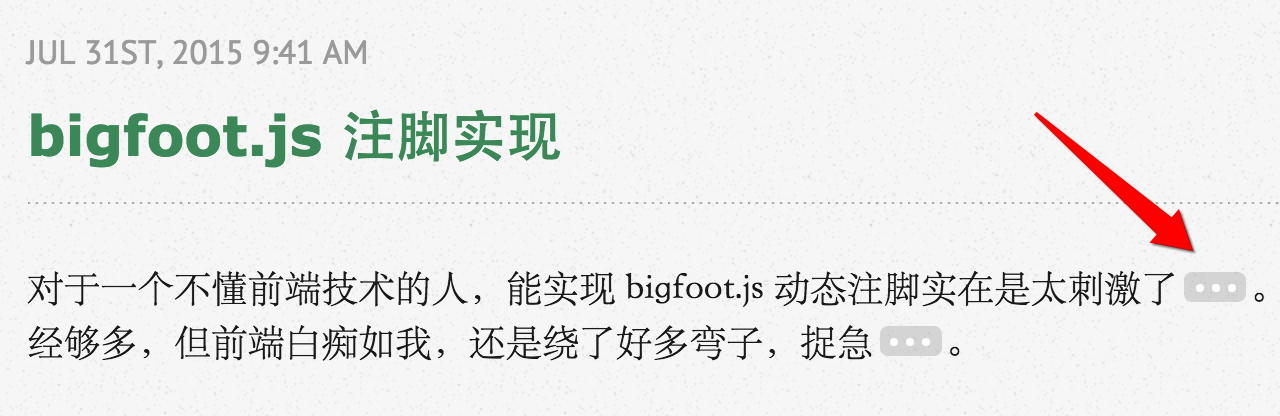 JUL 31ST, 2015 9:41 AM
bigfoot.js 注脚实现
对于一个不懂前端技术的人，能实现 bigfoot.js 动态注脚实在是太刺激了 ••• 。
经够多，但前端白痴如我，还是绕了好多弯子，捉急 ••• 。